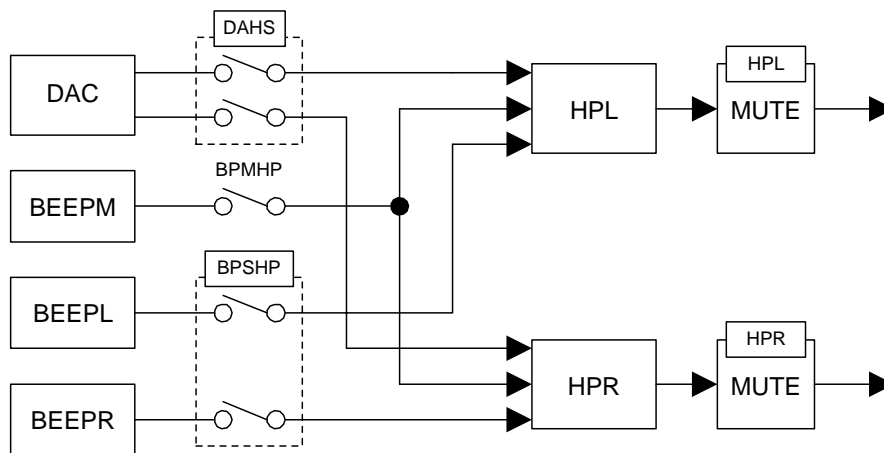 DAHS
DAC
HPL
HPL
MUTE
BPMHP
BEEPM
BPSHP
BEEPL
HPR
HPR
MUTE
BEEPR